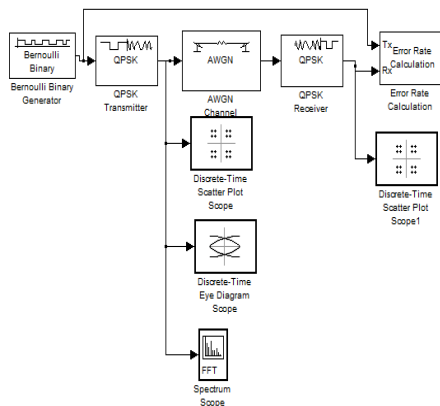 Bernoulli
Binary
Bernoulli Binary
Generator
QPSK
QPSK
Transmitter
AWGN
AWGN
Channel
QPSK
QPSK
Receiver
Tx
Rx
Error Rate
Calculation
Error Rate
Calculation
Discrete-Time
Scatter Plot
Scope
Discrete-Time
Scatter Plot
Scope1
Discrete-Time
Eye Diagram
Scope
FFT
Spectrum
Scope